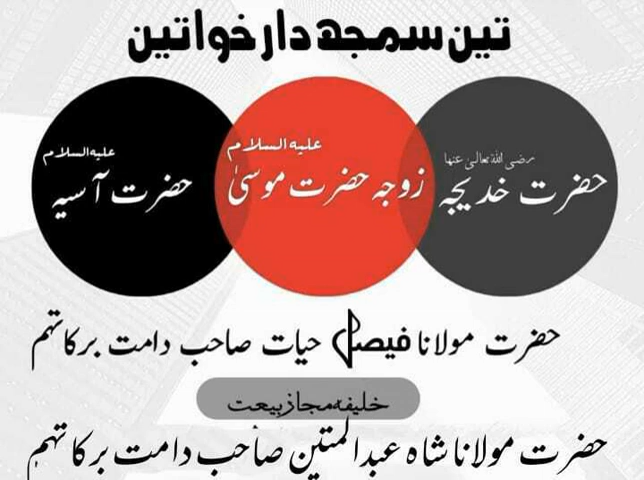 تین سمجھ دار خواتین
حضرت خدیجہ رضی اللہ تعالیٰ عنہا
زوجہ حضرت موسیٰ علیہ السلام
حضرت آسیہ علیہ السلام
حضرت مولانا فیصل حیات صاحب دامت برکاتہم
خلیفہ مجاز بیعت
حضرت مولانا شاہ عبدالمتین صاحب دامت برکاتہم